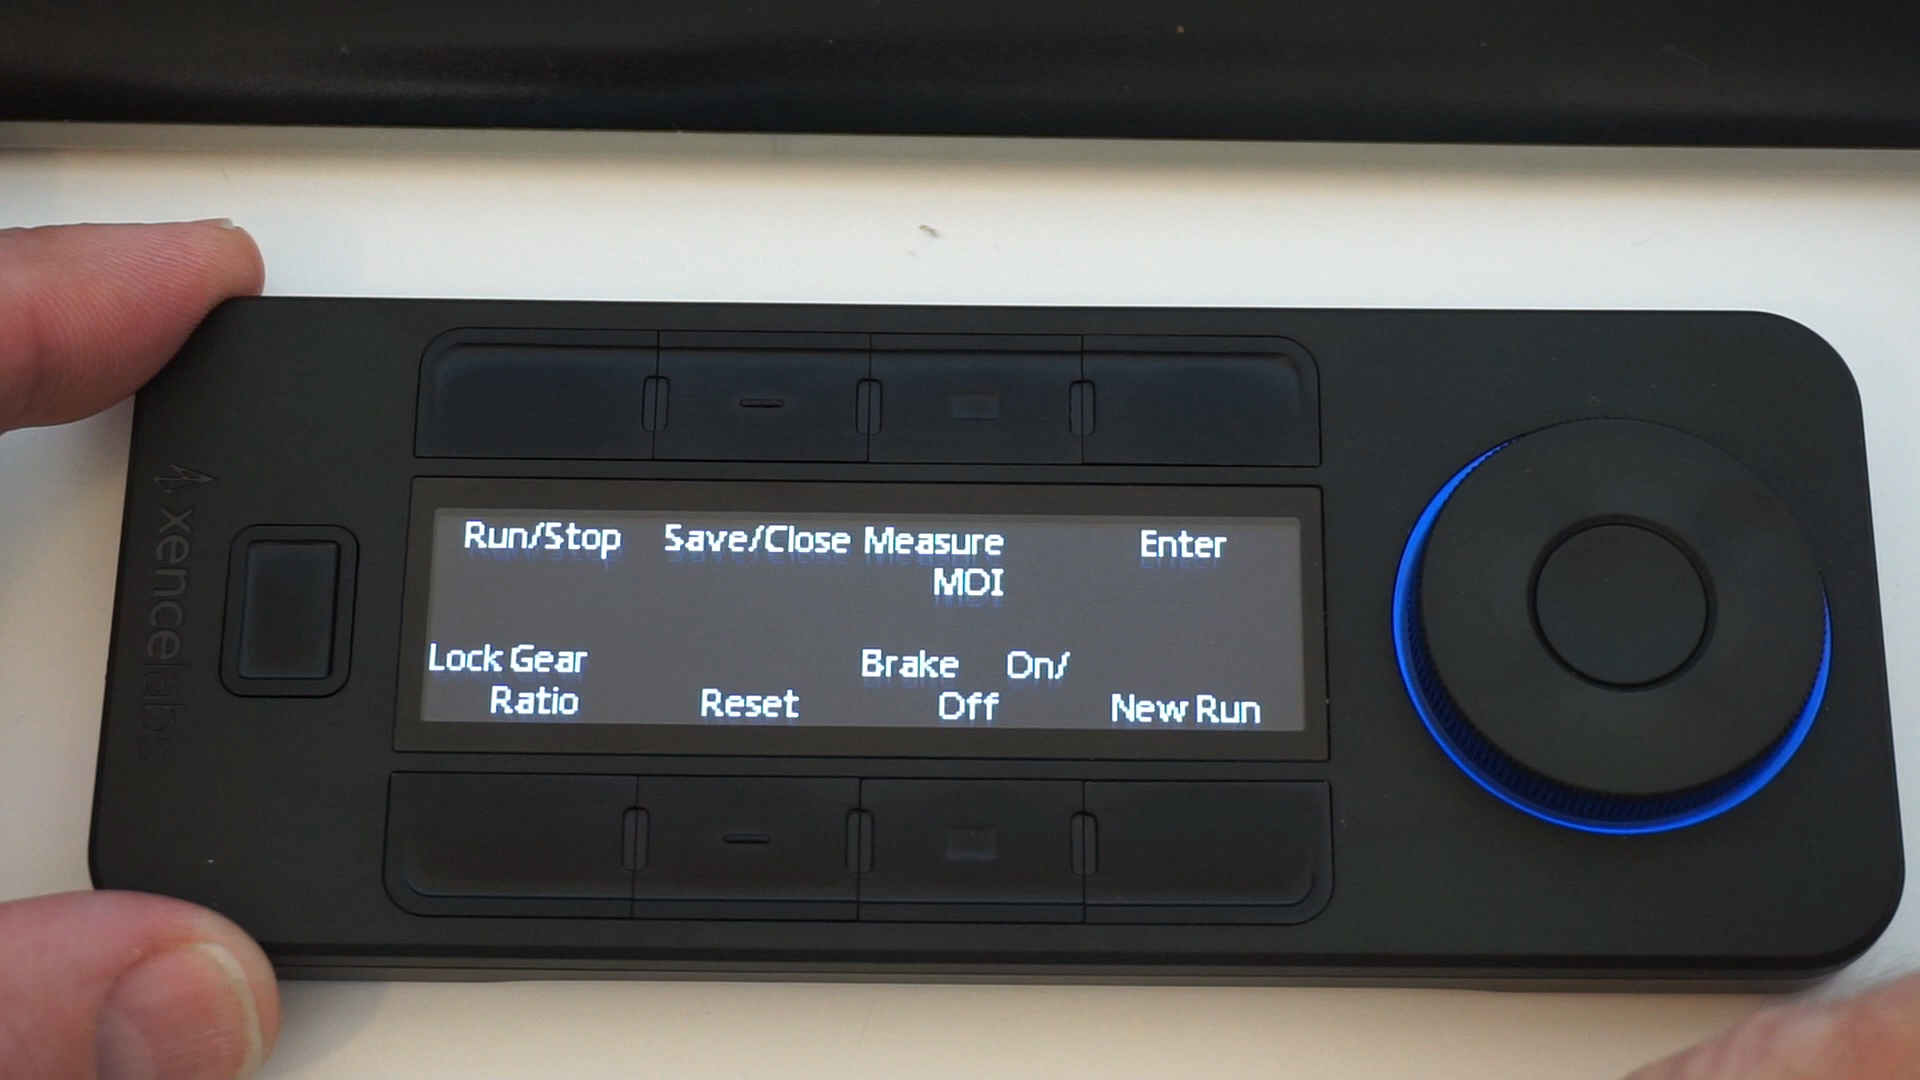 xencelabs
Run/Stop Save/Close Measure Enter
MDI
Lock Gear Brake On/
Ratio Reset Off New Run